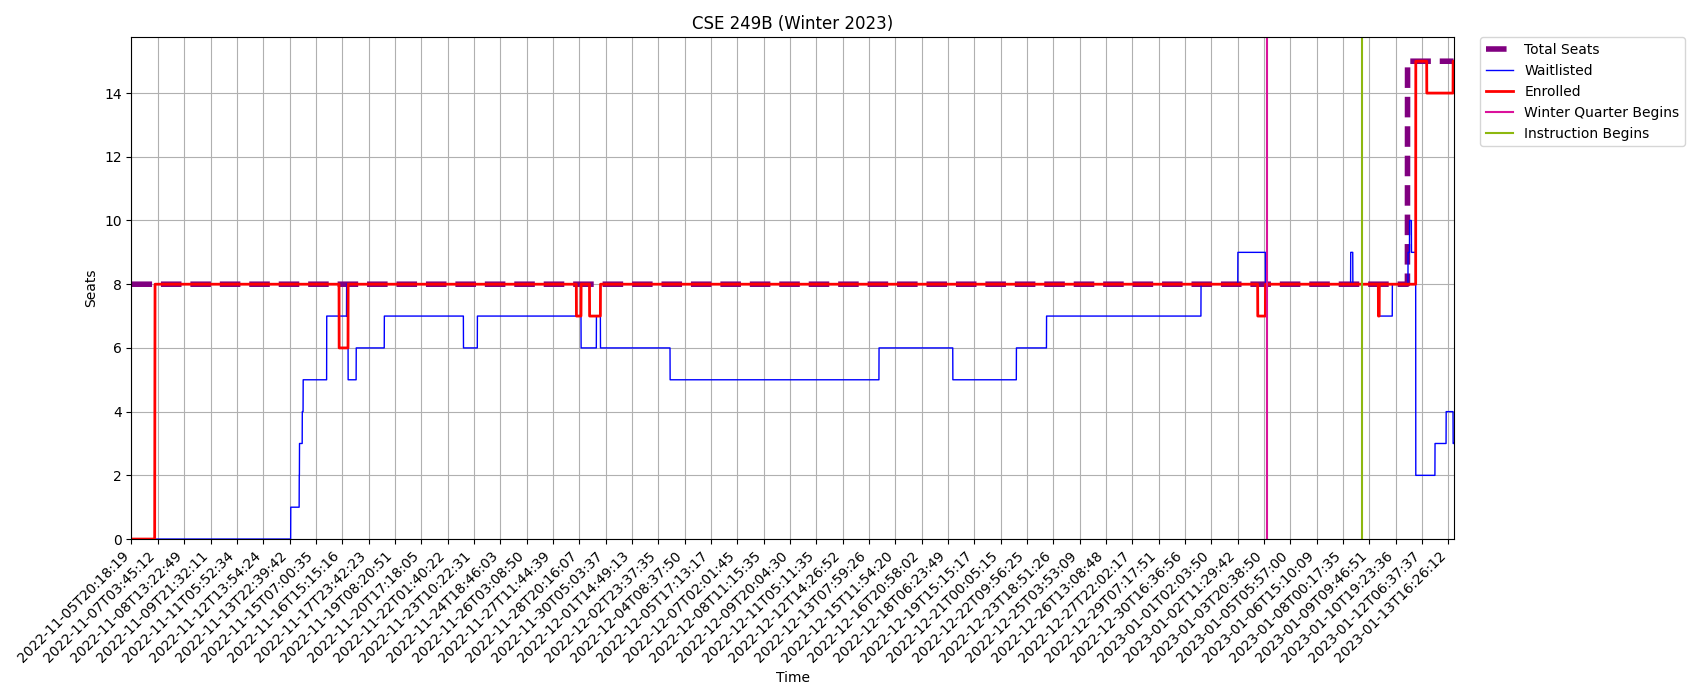 CSE 249B (Winter 2023)
Total Seats
Waitlisted
Enrolled
Winter Quarter Begins
Instruction Begins
Seats
14
12
10
8
6
4
2
0
2022-11-05T20:18:19
2022-11-07T03:45:12
2022-11-08T13:22:49
2022-11-09T21:32:11
2022-11-11T05:52:34
2022-11-12T13:54:24
2022-11-13T22:39:42
2022-11-15T07:00:35
2022-11-16T15:15:16
2022-11-17T23:42:23
2022-11-19T08:20:51
2022-11-20T17:18:05
2022-11-22T01:40:22
2022-11-23T10:22:31
2022-11-24T18:46:03
2022-11-26T03:08:50
2022-11-27T11:44:39
2022-11-28T20:16:07
2022-11-30T05:03:37
2022-12-01T14:49:13
2022-12-02T23:37:35
2022-12-04T08:37:50
2022-12-05T17:13:17
2022-12-07T02:01:45
2022-12-08T11:15:35
2022-12-09T20:04:30
2022-12-11T05:11:35
2022-12-12T14:26:52
2022-12-13T07:59:26
2022-12-15T11:54:20
2022-12-16T20:58:02
2022-12-18T06:23:49
2022-12-19T15:15:17
2022-12-21T00:05:15
2022-12-22T09:56:25
2022-12-23T18:51:26
2022-12-25T03:53:09
2022-12-26T13:08:48
2022-12-27T22:02:17
2022-12-29T07:17:51
2022-12-30T16:36:56
2023-01-01T02:03:50
2023-01-02T11:29:42
2023-01-03T20:38:50
2023-01-05T05:57:00
2023-01-06T15:10:09
2023-01-08T00:17:35
2023-01-09T09:46:51
2023-01-10T19:23:36
2023-01-12T06:37:37
2023-01-13T16:26:12
Time